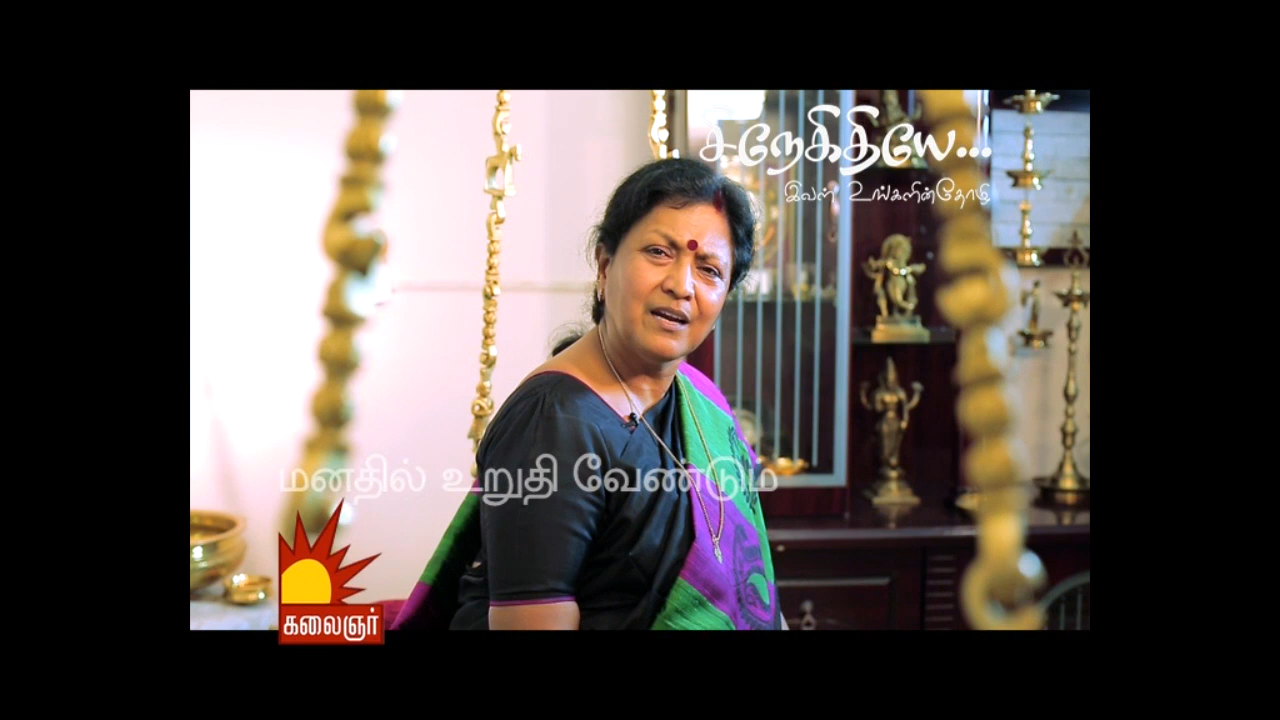 சிநேகிதியே...
இவள் உங்களின்தோழி
மனதில் உறுதி வேண்டும்
கலைஞர்